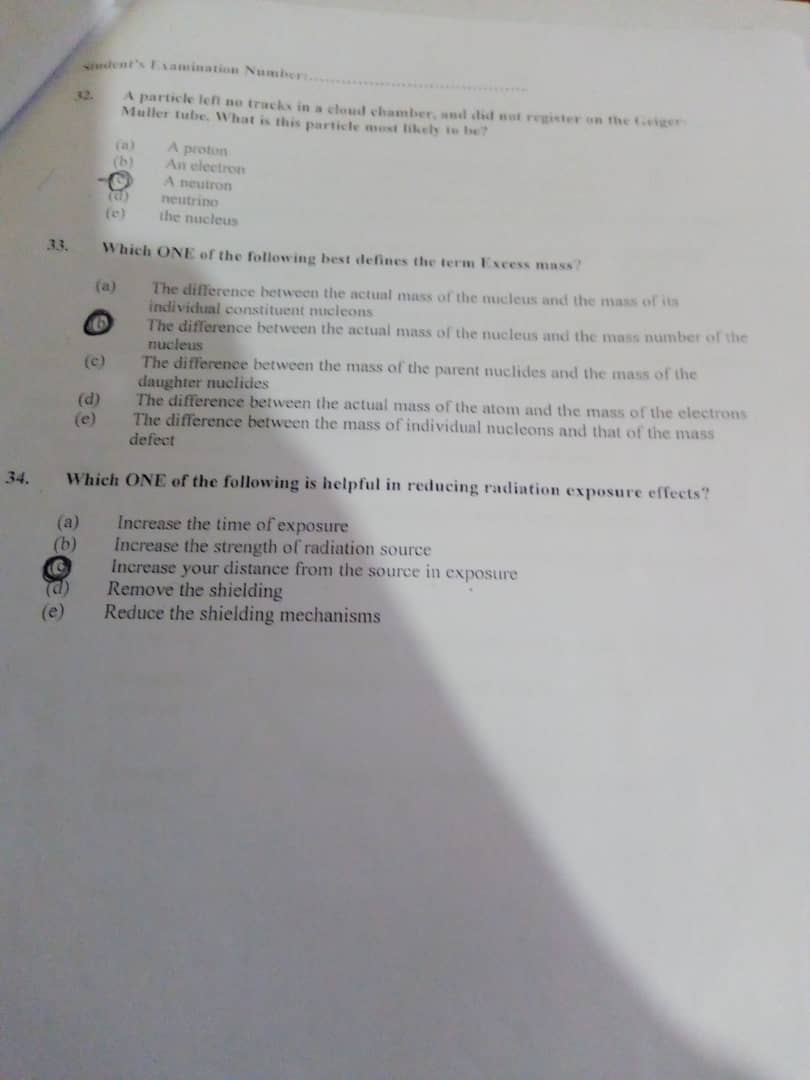 Student's Examination Number:..................................................
32. A particle left no tracks in a cloud chamber, and did not register on the Geiger-
Muller tube. What is this particle most likely to be?
(a) A proton
(b) An electron
(c) A neutron
(d) neutrino
(e) the nucleus
33. Which ONE of the following best defines the term Excess mass?
(a) The difference between the actual mass of the nucleus and the mass of its
individual constituent nucleons
(b) The difference between the actual mass of the nucleus and the mass number of the
nucleus
(c) The difference between the mass of the parent nuclides and the mass of the
daughter nuclides
(d) The difference between the actual mass of the atom and the mass of the electrons
(e) The difference between the mass of individual nucleons and that of the mass
defect
34. Which ONE of the following is helpful in reducing radiation exposure effects?
(a) Increase the time of exposure
(b) Increase the strength of radiation source
(c) Increase your distance from the source in exposure
(d) Remove the shielding
(e) Reduce the shielding mechanisms